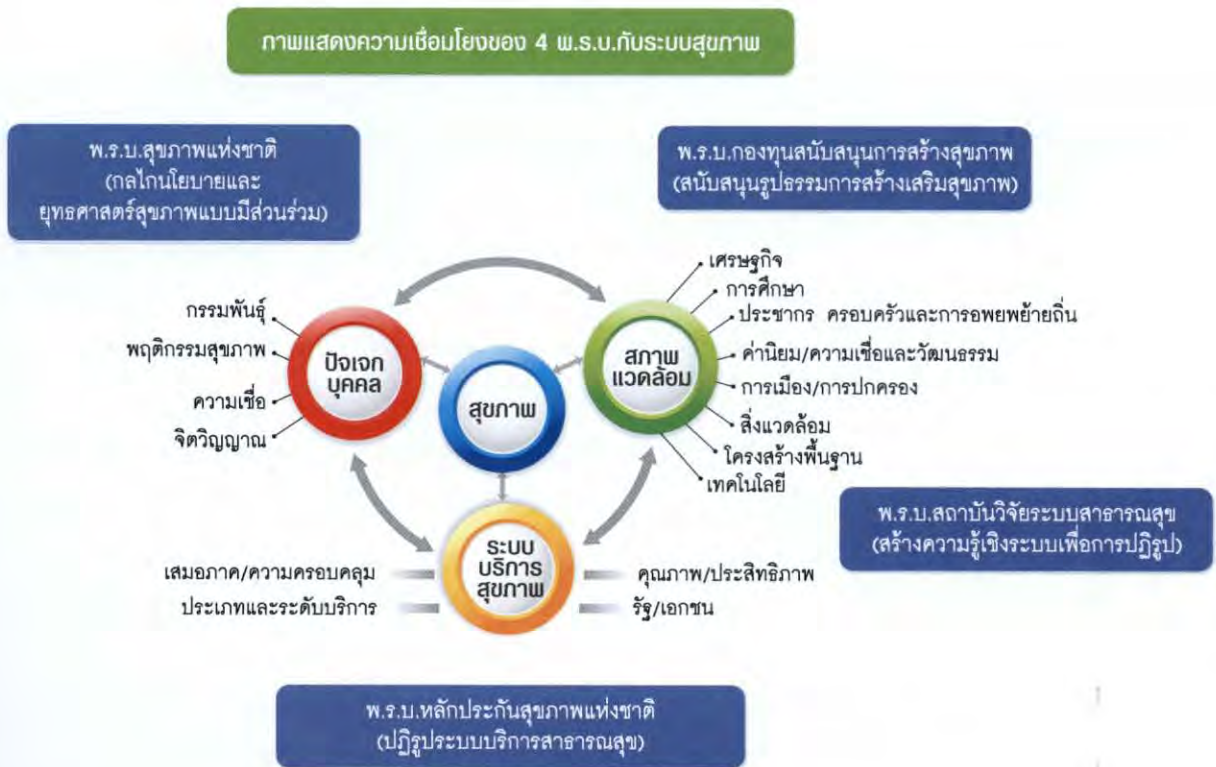 ภาพแสดงความเชื่อมโยงของ 4 พ.ร.บ.กับระบบสุขภาพ
พ.ร.บ.สุขภาพแห่งชาติ
(กลไกนโยบายและ
ยุทธศาสตร์สุขภาพแบบมีส่วนร่วม)
พ.ร.บ.กองทุนสนับสนุนการสร้างสุขภาพ
(สนับสนุนรูปธรรมการสร้างเสริมสุขภาพ)
กรรมพันธุ์
พฤติกรรมสุขภาพ
ความเชื่อ
จิตวิญญาณ
ปัจเจก
บุคคล
สุขภาพ
สภาพ
แวดล้อม
เศรษฐกิจ
การศึกษา
ประชากร ครอบครัวและการอพยพย้ายถิ่น
ค่านิยม/ความเชื่อและวัฒนธรรม
การเมือง/การปกครอง
สิ่งแวดล้อม
โครงสร้างพื้นฐาน
เทคโนโลยี
พ.ร.บ.สถาบันวิจัยระบบสาธารณสุข
(สร้างความรู้เชิงระบบเพื่อการปฏิรูป)
ระบบ
บริการ
สุขภาพ
เสมอภาค/ความครอบคลุม
ประเภทและระดับบริการ
คุณภาพ/ประสิทธิภาพ
รัฐ/เอกชน
พ.ร.บ.หลักประกันสุขภาพแห่งชาติ
(ปฏิรูประบบบริการสาธารณสุข)